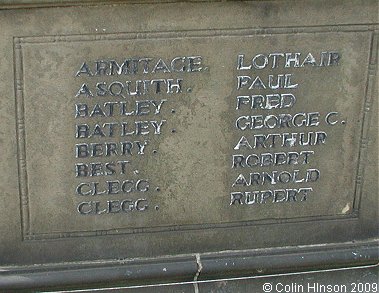 ARMITAGE. LOTHAIR
ASQUITH. PAUL
BATLEY. FRED
BATLEY. GEORGE C.
BERRY. ARTHUR
BEST. ROBERT
CLEGG. ARNOLD
CLEGG. RUPERT
© Colin Hinson 2009